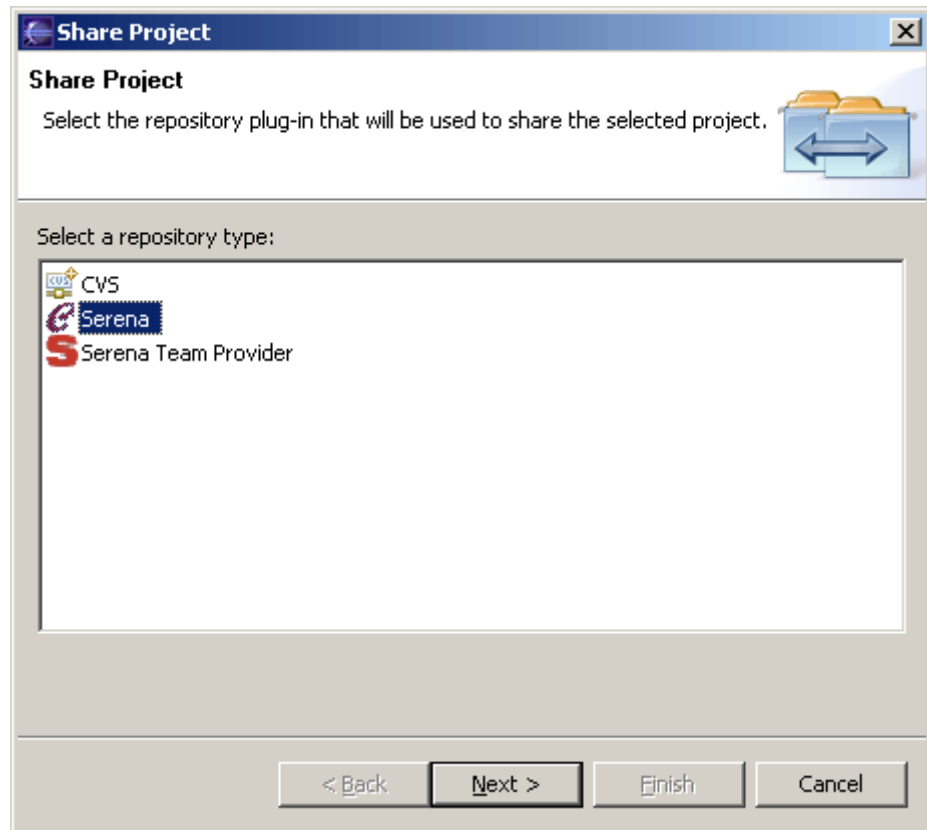 Share Project
Share Project
Select the repository plug-in that will be used to share the selected project.
Select a repository type:
CVS
CVS
Serena
Serena Team Provider
< Back
Next >
Finish
Cancel